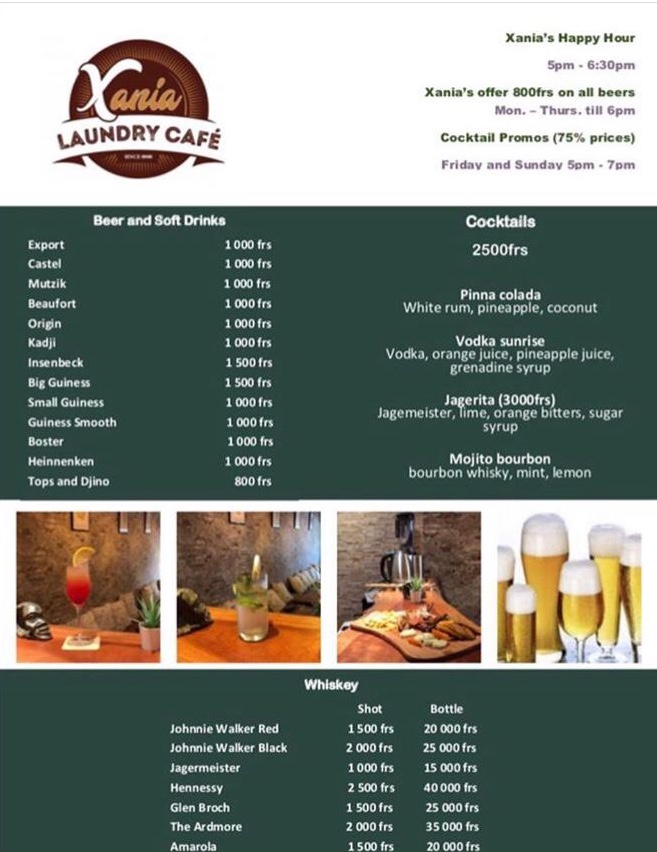 Xania
LAUNDRY CAFÉ
Xania's Happy Hour
5pm - 6:30pm
Xania's offer 800frs on all beers
Mon. – Thurs. till 6pm
Cocktail Promos (75% prices)
Friday and Sunday 5pm - 7pm
Beer and Soft Drinks
Export 1 000 frs
Castel 1 000 frs
Mutzik 1 000 frs
Beaufort 1 000 frs
Origin 1 000 frs
Kadji 1 000 frs
Insenbeck 1 500 frs
Big Guiness 1 500 frs
Small Guiness 1 000 frs
Guiness Smooth 1 000 frs
Boster 1 000 frs
Heinnenken 1 000 frs
Tops and Djino 800 frs
Cocktails
2500frs
Pinna colada
White rum, pineapple, coconut
Vodka sunrise
Vodka, orange juice, pineapple juice,
grenadine syrup
Jagerita (3000frs)
Jagemeister, lime, orange bitters, sugar
syrup
Mojito bourbon
bourbon whisky, mint, lemon
Whiskey
Shot Bottle
Johnnie Walker Red 1 500 frs 20 000 frs
Johnnie Walker Black 2 000 frs 25 000 frs
Jagermeister 1 000 frs 15 000 frs
Hennessy 2 500 frs 40 000 frs
Glen Broch 1 500 frs 25 000 frs
The Ardmore 2 000 frs 35 000 frs
Amarola 1 500 frs 20 000 frs